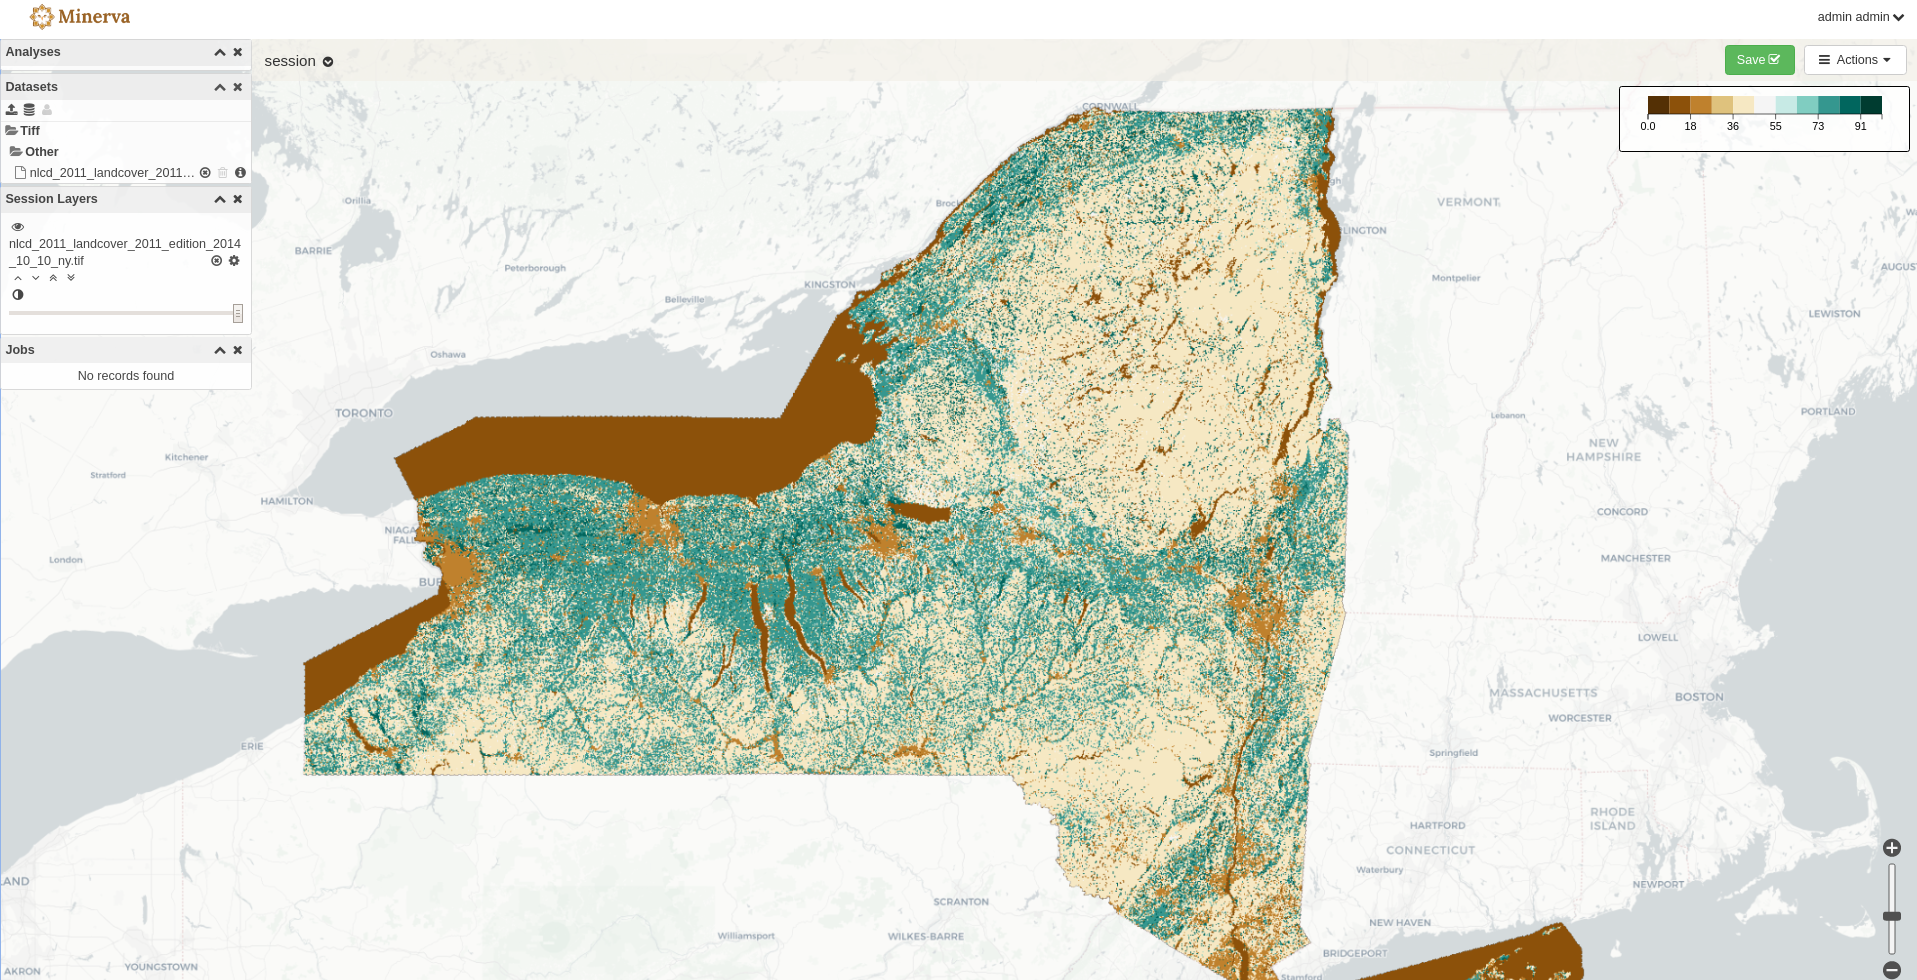 Minerva
admin admin
Analyses
session
Save
Actions
Datasets
Tiff
Other
nlcd_2011_landcover_2011...
Session Layers
nlcd_2011_landcover_2011_edition_2014
_10_10_ny.tif
Jobs
No records found
0.0 18 36 55 73 91
CORNWALL
Orillia
VERMONT
Brock
LINGTON
BARRIE
Peterborough
Montpelier
AUGUS
KINGSTON
Belleville
LEWISTON
Oshawa
TORONTO
Lebanon
PORTLAND
Kitchener
NEW
HAMPSHIRE
Stratford
HAMILTON
CONCORD
NIAGA
FALL
London
MANCHESTER
BUF
LOWELL
MASSACHUSETTS
BOSTON
WORCESTER
ERIE
Springfield
RHODE
ISLAND
HARTFORD
CONNECTICUT
Waterbury
LAND
NEWPORT
SCRANTON
NEW HAVEN
Williamsport
WILKES-BARRE
BRIDGEPORT
YOUNGSTOWN
AKRON
Stamford